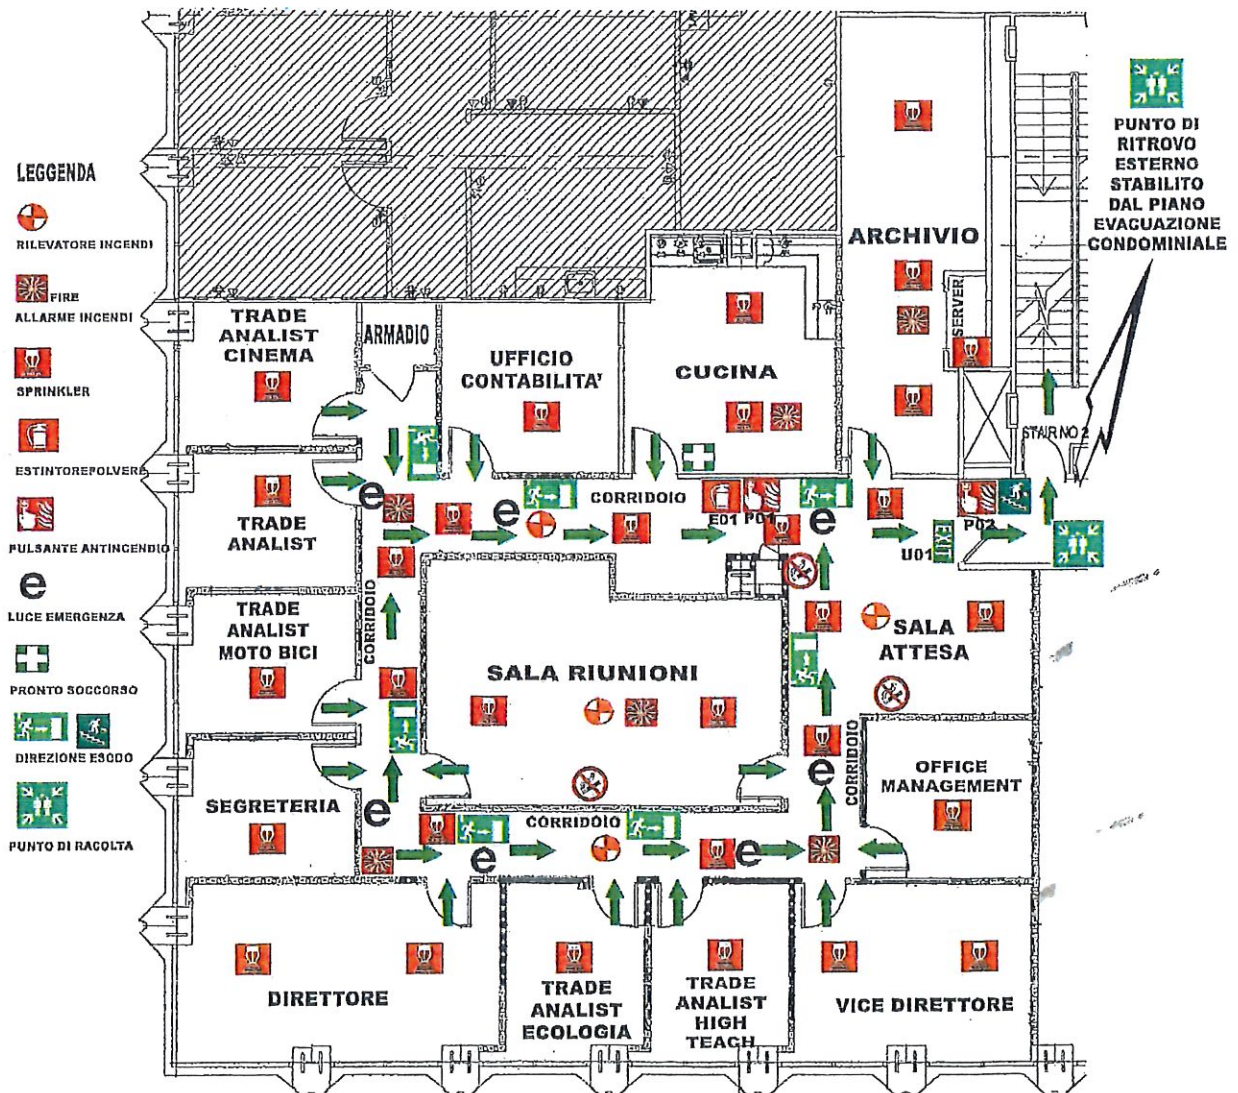 LEGGENDA
RILEVATORE INCENDI
FIRE
ALLARME INCENDI
SPRINKLER
ESTINTOREPOLVERE
PULSANTE ANTINCENDIO
e
LUCE EMERGENZA
PRONTO SOCCORSO
DIREZIONE ESODO
PUNTO DI RACOLTA
PUNTO DI
RITROVO
ESTERNO
STABILITO
DAL PIANO
EVACUAZIONE
CONDOMINIALE
ARCHIVIO
SERVER
STAIR NO 2
TRADE
ANALIST
CINEMA
ARMADIO
UFFICIO
CONTABILITA'
CUCINA
TRADE
ANALIST
e
e
CORRIDOIO
E01 P01
e
P02
U01
EXIT
TRADE
ANALIST
MOTO BICI
CORRIDOIO
SALA RIUNIONI
SALA
ATTESA
SEGRETERIA
e
CORRIDOIO
e
e
e
CORRIDOIO
OFFICE
MANAGEMENT
DIRETTORE
TRADE
ANALIST
ECOLOGIA
TRADE
ANALIST
HIGH
TEACH
VICE DIRETTORE